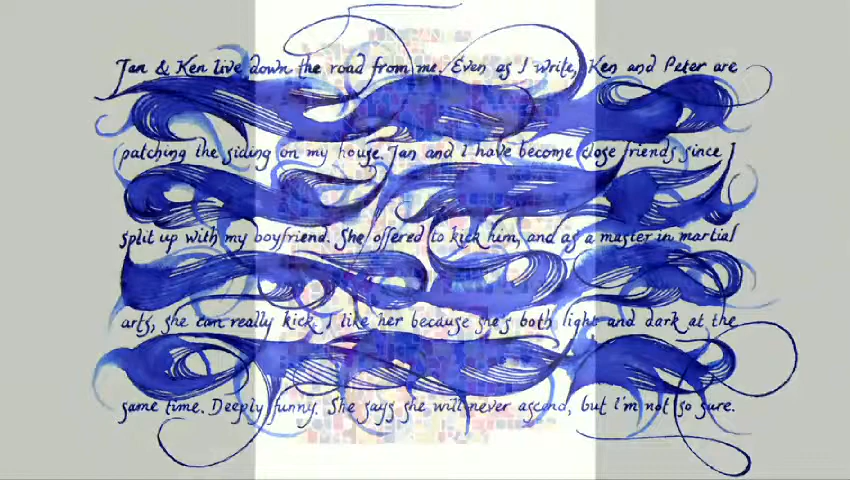 Jan & Ken live down the road from me. Even as I write, Ken and Peter are
patching the siding on my house. Jan and I have become close friends since I
split up with my boyfriend. She offered to kick him, and as a master in martial
arts, she can really kick. I like her because she's both light and dark at the
same time. Deeply funny. She says she will never ascend, but I'm not so sure.